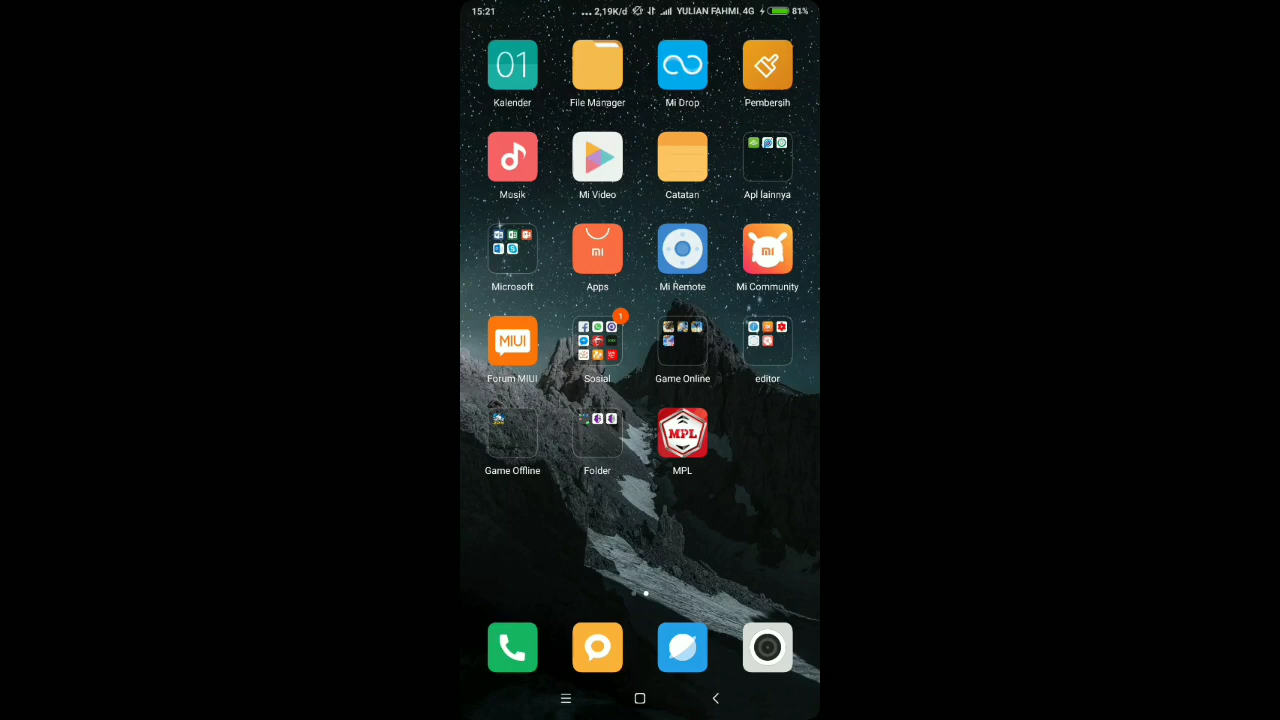 15:21
... 2,19K/d YULIAN FAHMI, 4G 81%
01
Kalender File Manager Mi Drop Pembersih
Musik Mi Video Catatan Apl lainnya
mi
mi
Microsoft Apps Mi Remote Mi Community
1
MIUI
Forum MIUI Sosial Game Online editor
MPL
Game Offline Folder MPL